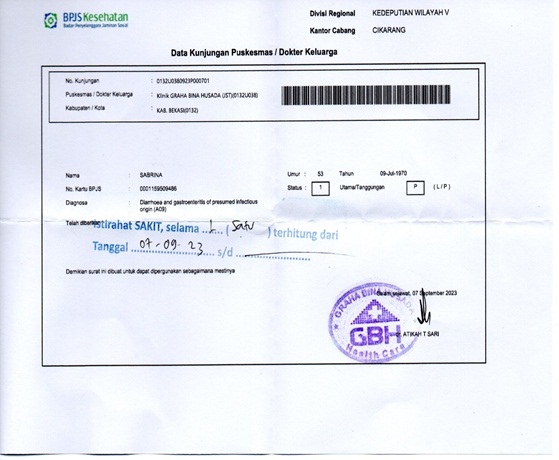 BPJS Kesehatan
Badan Penyelenggara Jaminan Sosial
Divisi Regional KEDEPUTIAN WILAYAH V
Kantor Cabang CIKARANG
Data Kunjungan Puskesmas / Dokter Keluarga
No. Kunjungan : 0132U0380923P000701
Puskesmas / Dokter Keluarga : Klinik GRAHA BINA HUSADA (JST)(0132U038)
Kabupaten / Kota : KAB. BEKASI(0132)
Nama : SABRINA Umur : 53 Tahun 09-Jul-1970
No. Kartu BPJS : 0001159509486 Status : 1 Utama/Tanggungan P ( L / P )
Diagnosa : Diarrhoea and gastroenteritis of presumed infectious
origin (A09)
Telah diberikan
Istirahat SAKIT, selama 1 ( Satu ) terhitung dari
Tanggal 07-09-23 s/d
Demikian surat ini dibuat untuk dapat dipergunakan sebagaimana mestinya
Salam sejawat, 07 September 2023
GRAHA BINA HUSADA
GBH
Health Care
dr. ATIKAH T SARI